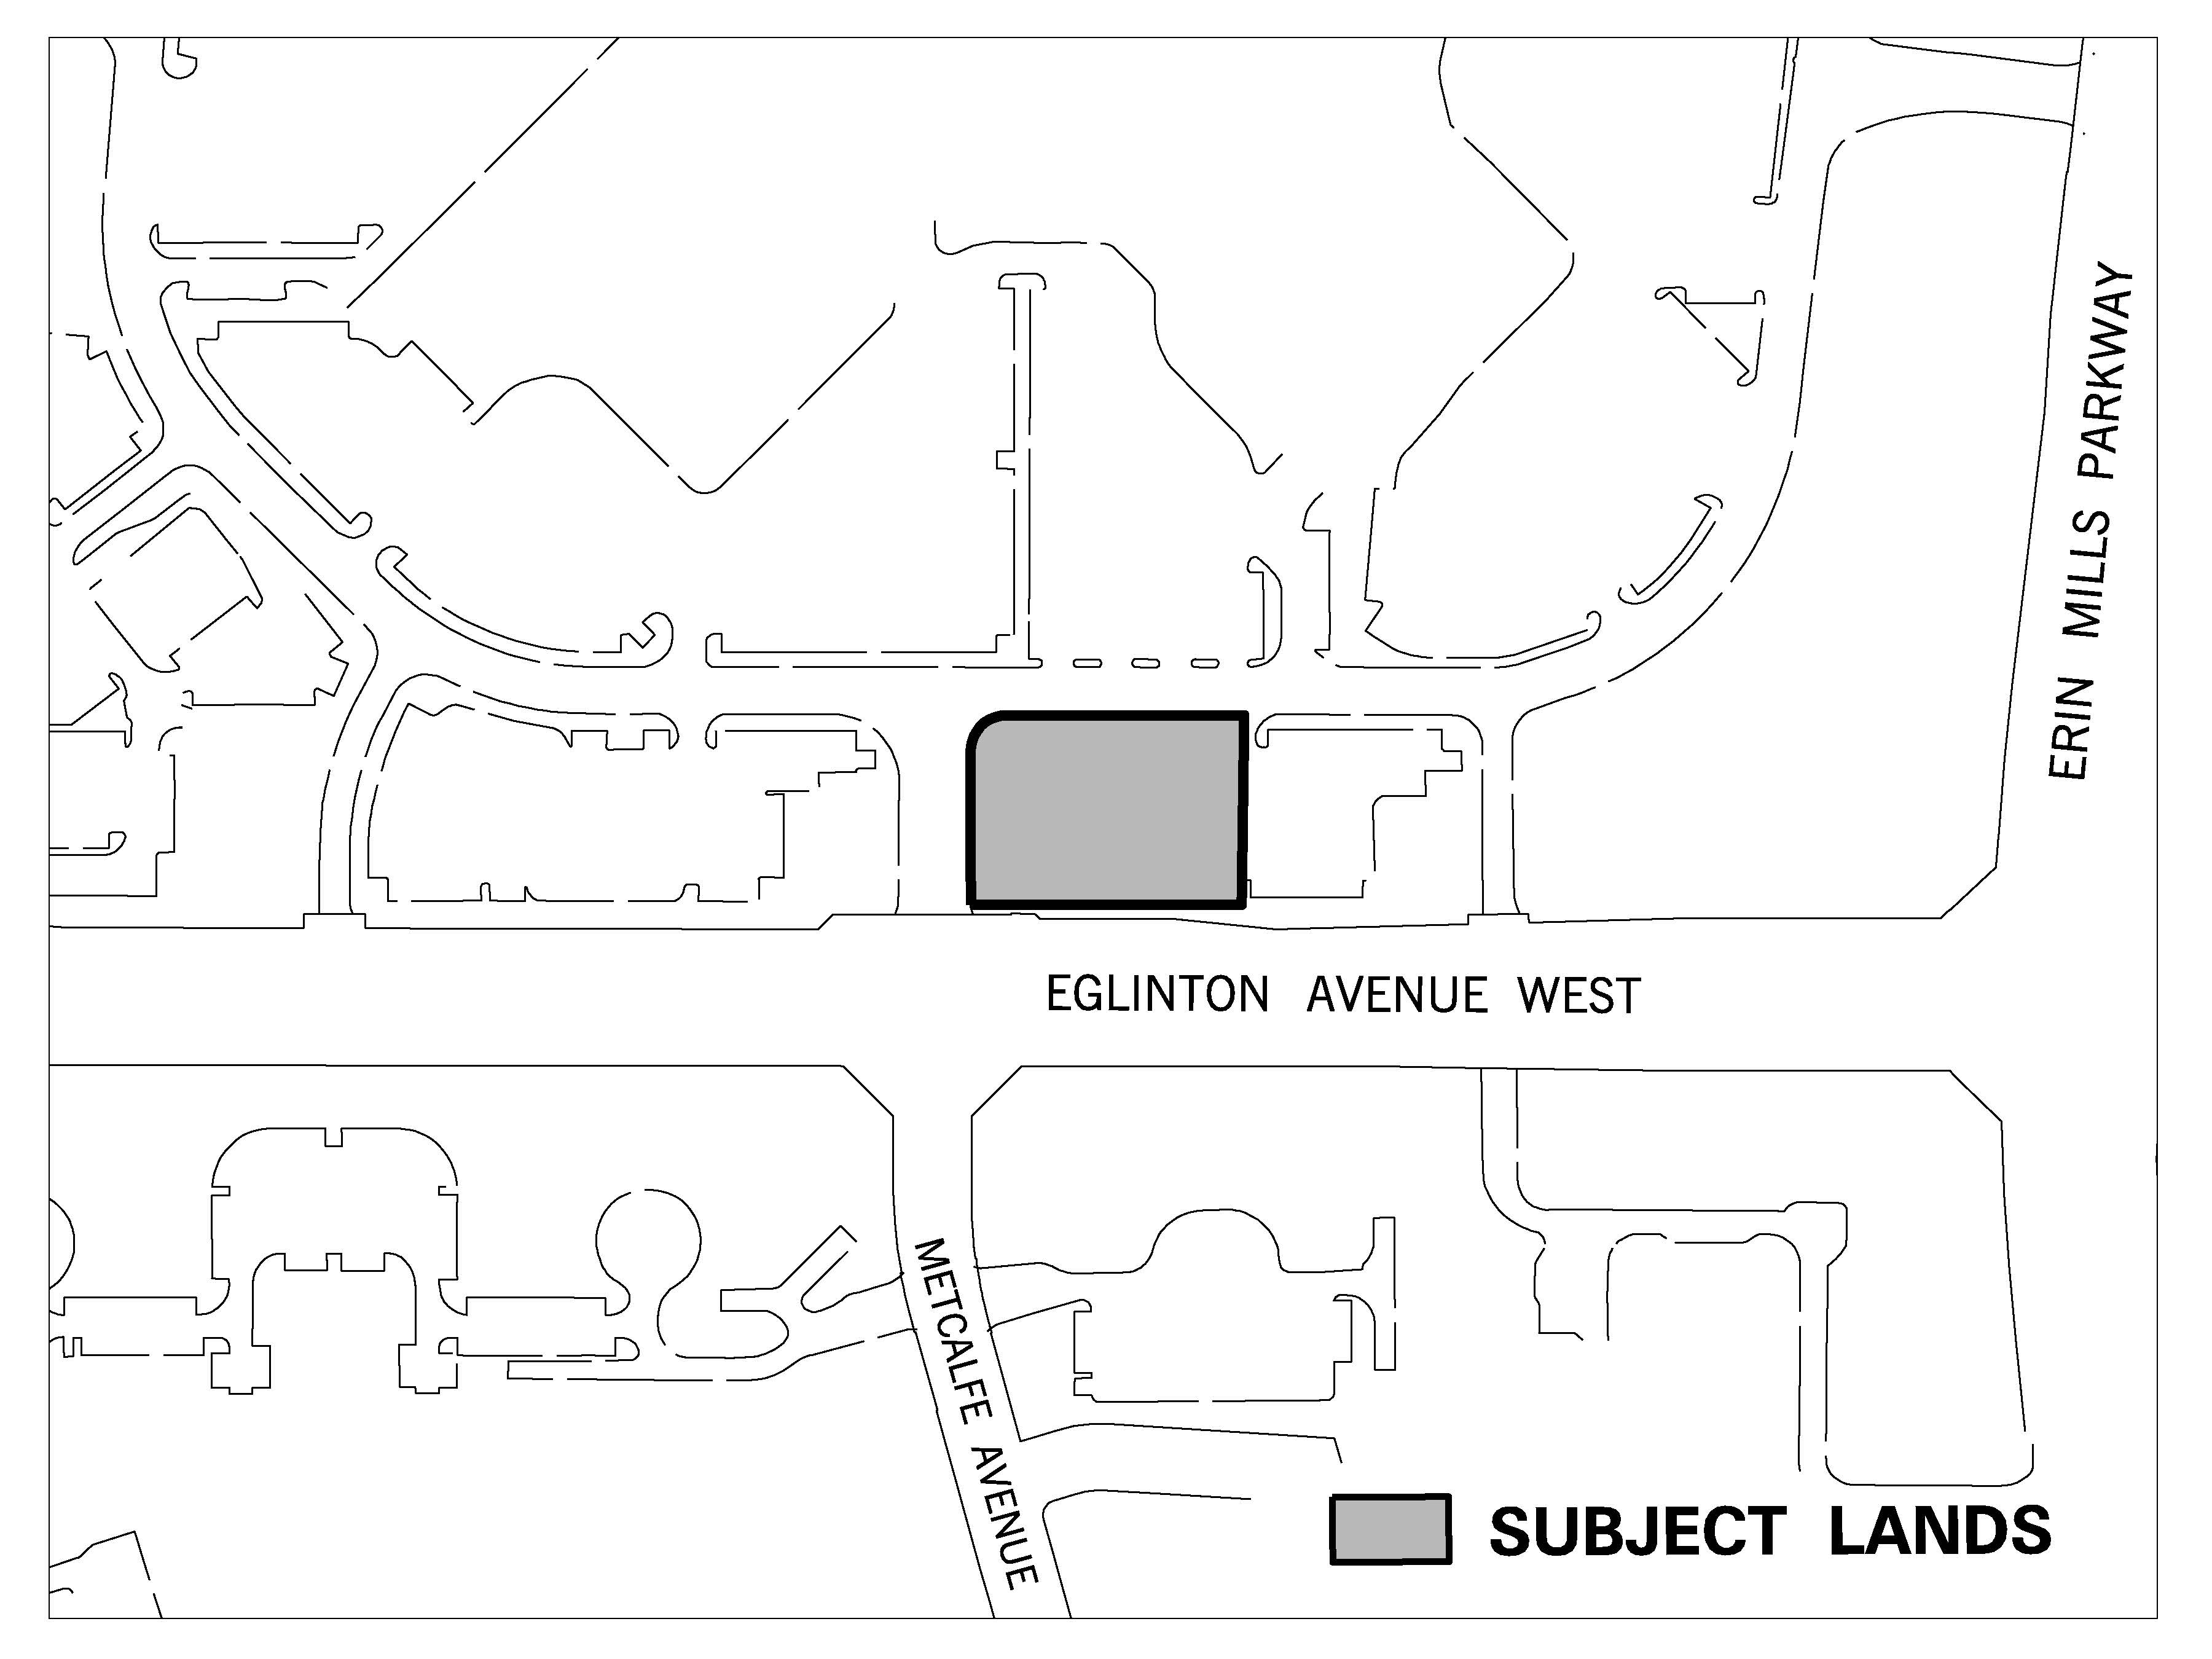 ERIN MILLS PARKWAY
EGLINTON AVENUE WEST
METCALFE AVENUE
SUBJECT LANDS